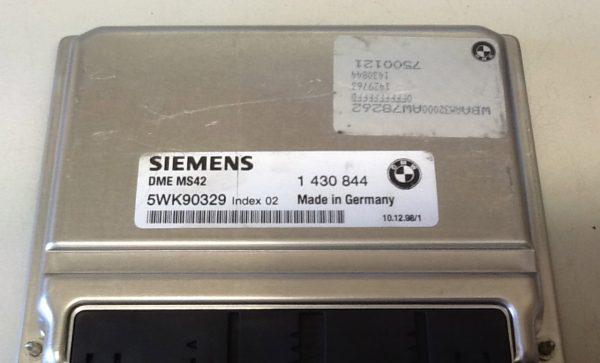 7500121
1430844
1429763
0EFFFFFFFFD
SIEMENS
DME MS42
1 430 844
5WK90329 Index 02
Made in Germany
10.12.98/1